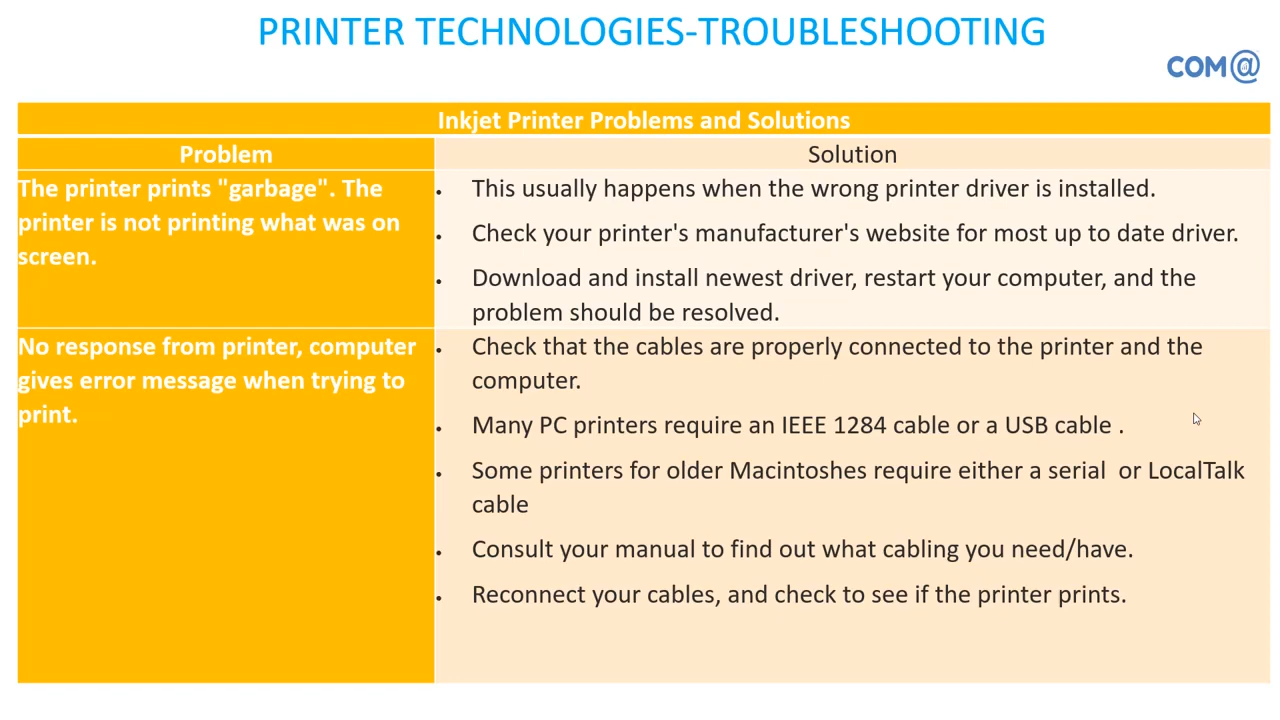 PRINTER TECHNOLOGIES-TROUBLESHOOTING
COM@
Inkjet Printer Problems and Solutions
Problem
Solution
The printer prints "garbage". The
printer is not printing what was on
screen.
• This usually happens when the wrong printer driver is installed.
• Check your printer's manufacturer's website for most up to date driver.
• Download and install newest driver, restart your computer, and the
problem should be resolved.
No response from printer, computer
gives error message when trying to
print.
• Check that the cables are properly connected to the printer and the
computer.
• Many PC printers require an IEEE 1284 cable or a USB cable .
• Some printers for older Macintoshes require either a serial  or LocalTalk
cable
• Consult your manual to find out what cabling you need/have.
• Reconnect your cables, and check to see if the printer prints.